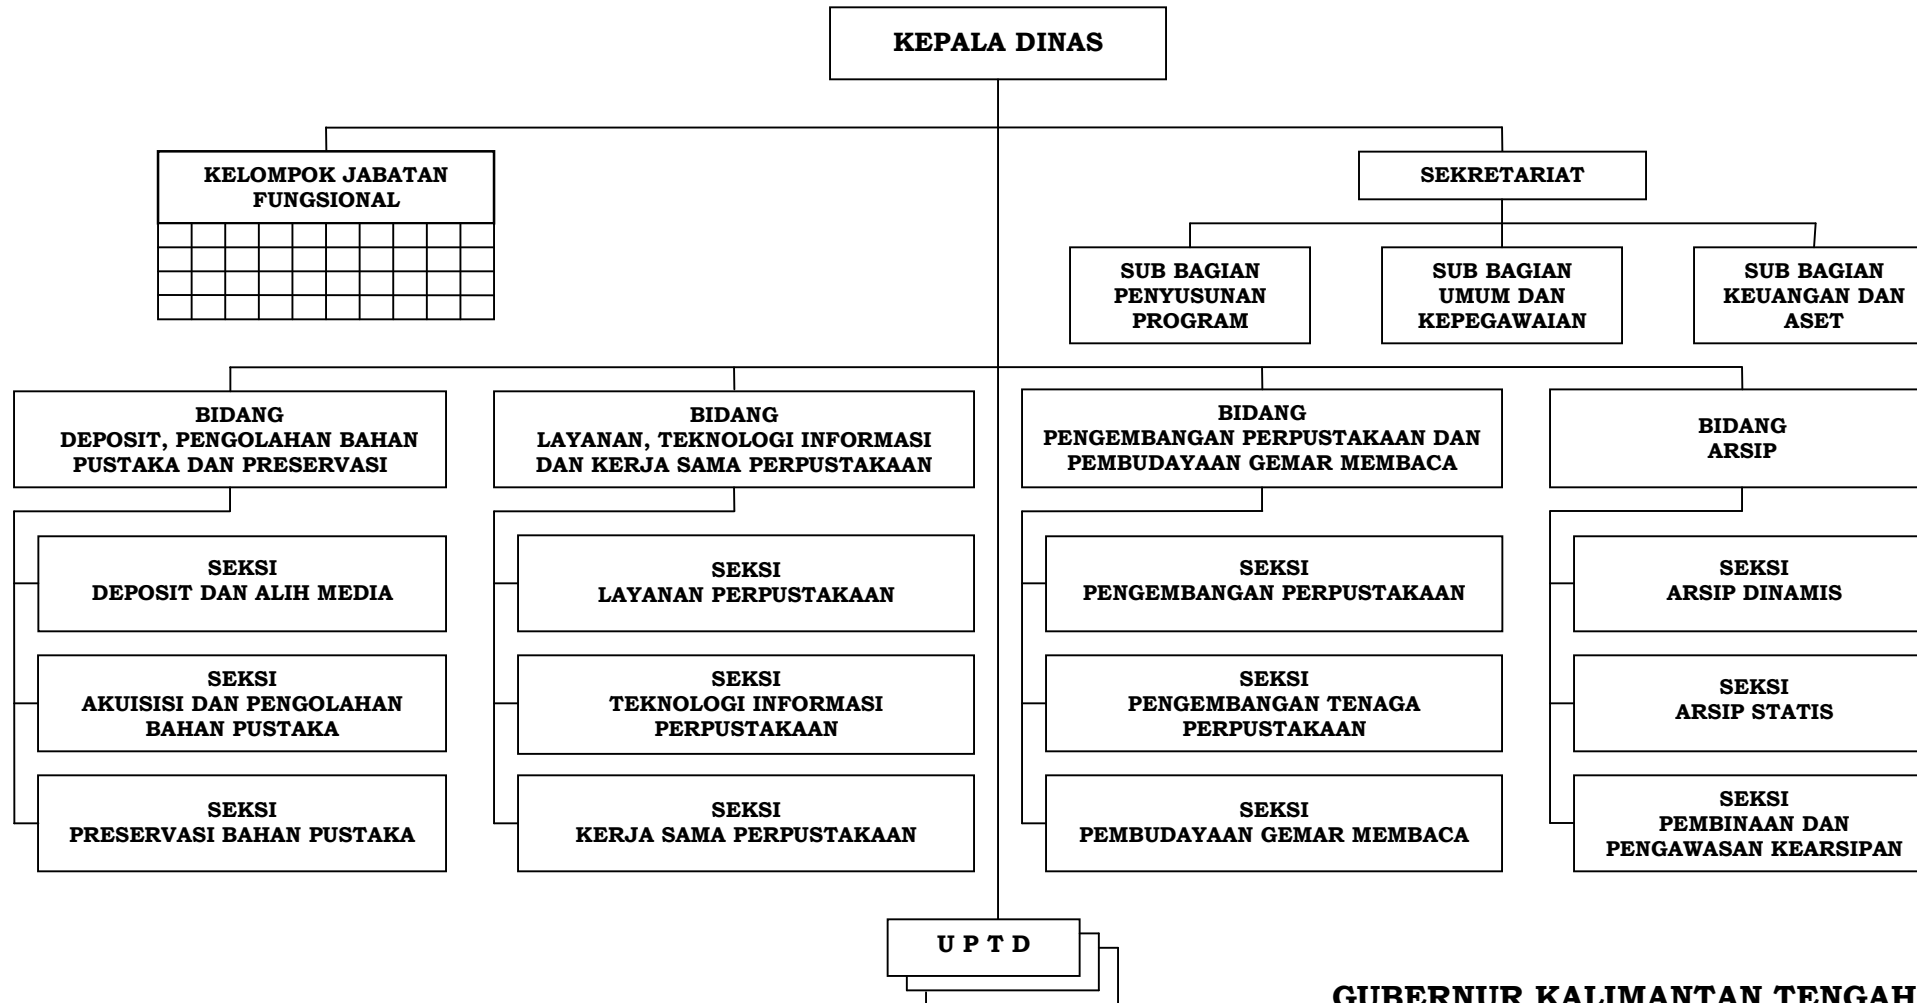 KEPALA DINAS
KELOMPOK JABATAN
FUNGSIONAL
SEKRETARIAT
SUB BAGIAN
PENYUSUNAN
PROGRAM
SUB BAGIAN
UMUM DAN
KEPEGAWAIAN
SUB BAGIAN
KEUANGAN DAN
ASET
BIDANG
DEPOSIT, PENGOLAHAN BAHAN
PUSTAKA DAN PRESERVASI
BIDANG
LAYANAN, TEKNOLOGI INFORMASI
DAN KERJA SAMA PERPUSTAKAAN
BIDANG
PENGEMBANGAN PERPUSTAKAAN DAN
PEMBUDAYAAN GEMAR MEMBACA
BIDANG
ARSIP
SEKSI
DEPOSIT DAN ALIH MEDIA
SEKSI
LAYANAN PERPUSTAKAAN
SEKSI
PENGEMBANGAN PERPUSTAKAAN
SEKSI
ARSIP DINAMIS
SEKSI
AKUISISI DAN PENGOLAHAN
BAHAN PUSTAKA
SEKSI
TEKNOLOGI INFORMASI
PERPUSTAKAAN
SEKSI
PENGEMBANGAN TENAGA
PERPUSTAKAAN
SEKSI
ARSIP STATIS
SEKSI
PRESERVASI BAHAN PUSTAKA
SEKSI
KERJA SAMA PERPUSTAKAAN
SEKSI
PEMBUDAYAAN GEMAR MEMBACA
SEKSI
PEMBINAAN DAN
PENGAWASAN KEARSIPAN
U P T D
GUBERNUR KALIMANTAN TENGAH